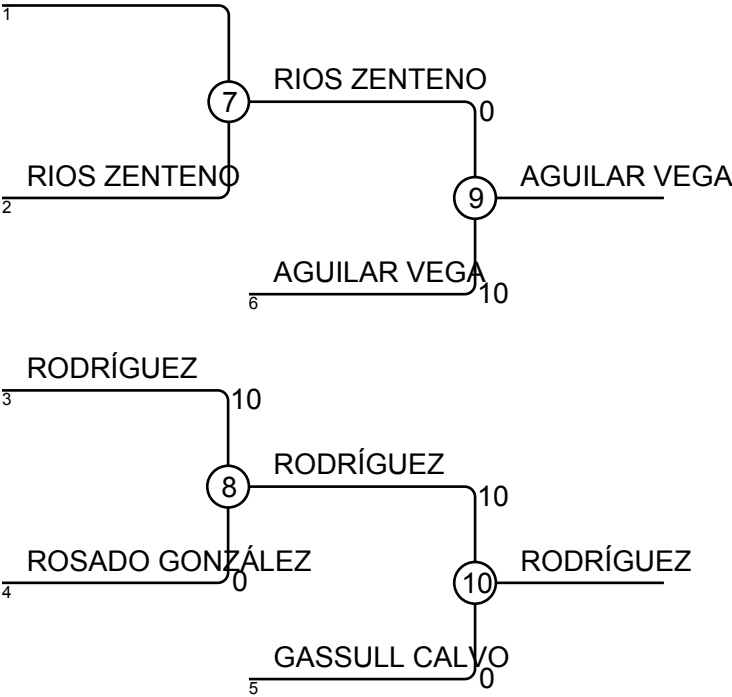 1
7
RIOS ZENTENO
0
RIOS ZENTENO
2
9
AGUILAR VEGA
AGUILAR VEGA
10
6
RODRÍGUEZ
3
10
8
RODRÍGUEZ
10
ROSADO GONZÁLEZ
0
4
10
RODRÍGUEZ
GASSULL CALVO
0
5